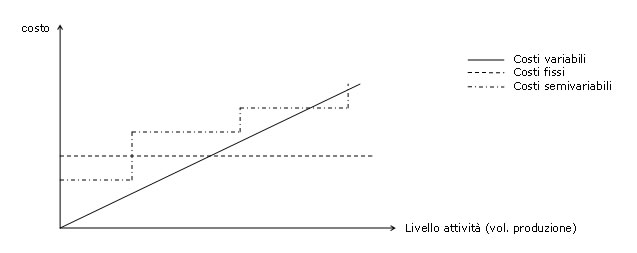 costo
Costi variabili
Costi fissi
Costi semivariabili
Livello attività (vol. produzione)